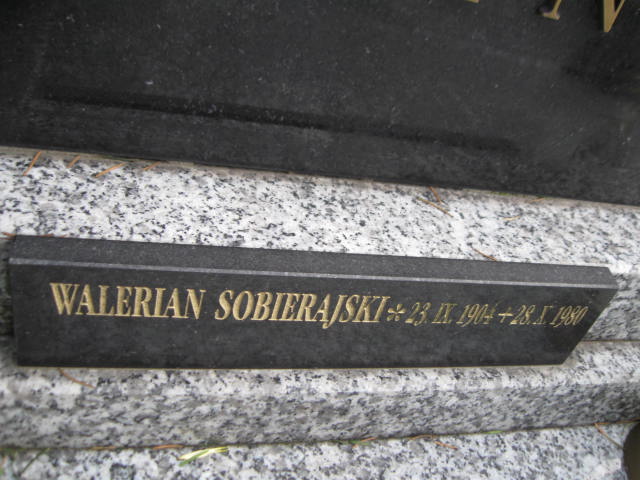 WALERIAN SOBIERAJSKI * 23. IX. 1904 + 28. X. 1980